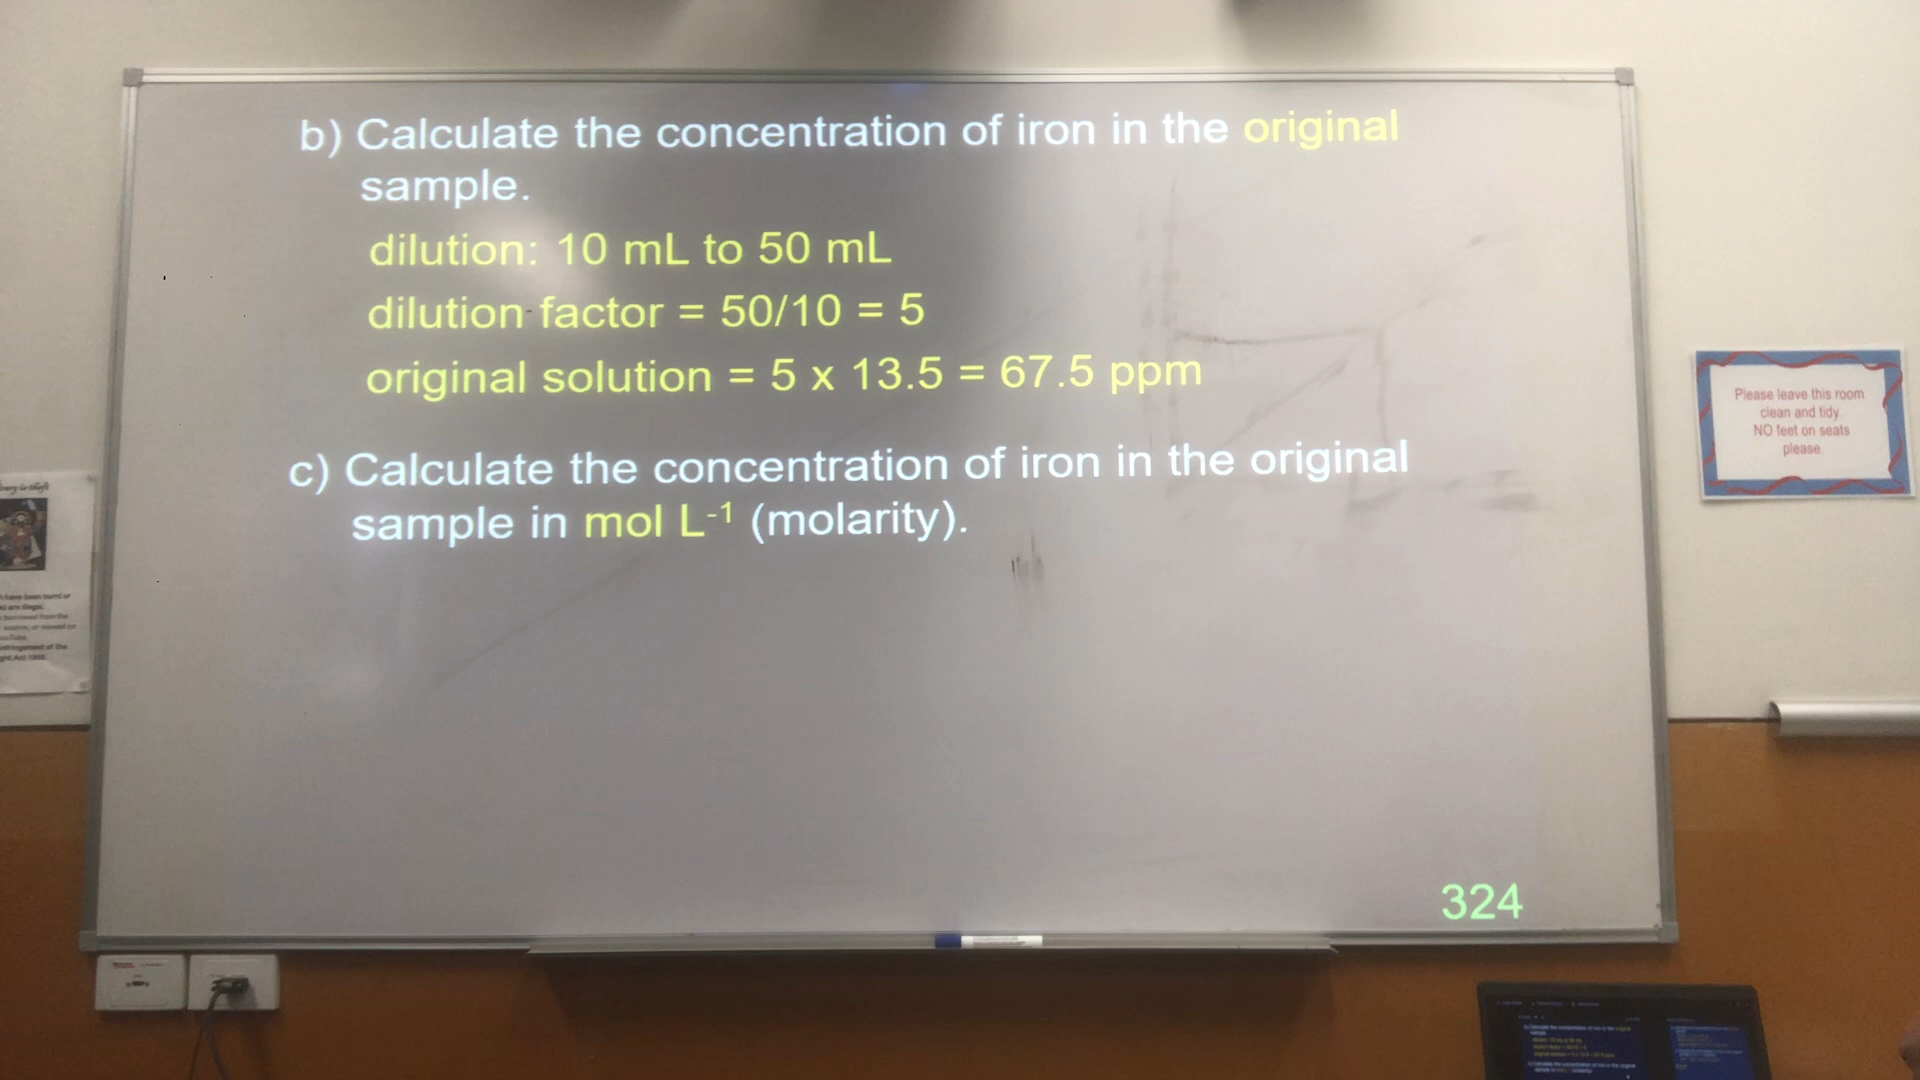 b) Calculate the concentration of iron in the original
sample.
dilution: 10 mL to 50 mL
dilution factor = 50/10 = 5
original solution = 5 x 13.5 = 67.5 ppm
c) Calculate the concentration of iron in the original
sample in mol L⁻¹ (molarity).
324
Please leave this room
clean and tidy.
NO feet on seats
please.